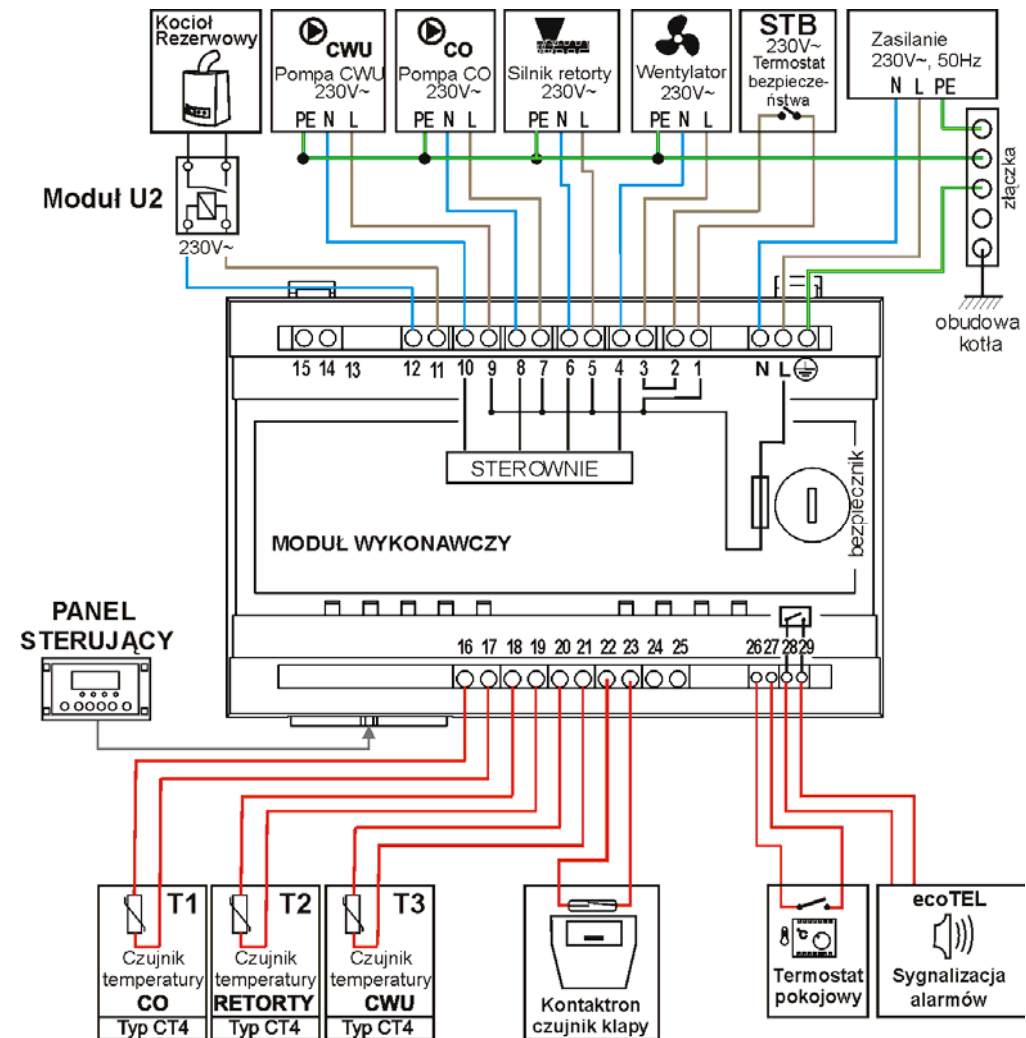 Kocioł
Rezerwowy
CWU
Pompa CWU
230V~
PE N L
CO
Pompa CO
230V~
PE N L
Silnik retorty
230V~
PE N L
Wentylator
230V~
PE N L
STB
230V~
Termostat
bezpiecze-
ństwa
Zasilanie
230V~, 50Hz
N L PE
złączka
Moduł U2
230V~
obudowa
kotła
15 14 13 12 11 10 9 8 7 6 5 4 3 2 1 N L
STEROWNIE
bezpiecznik
MODUŁ WYKONAWCZY
PANEL
STERUJĄCY
16 17 18 19 20 21 22 23 24 25 26 27 28 29
T1
Czujnik
temperatury
CO
Typ CT4
T2
Czujnik
temperatury
RETORTY
Typ CT4
T3
Czujnik
temperatury
CWU
Typ CT4
Kontaktron
czujnik klapy
°C
Termostat
pokojowy
ecoTEL
Sygnalizacja
alarmów